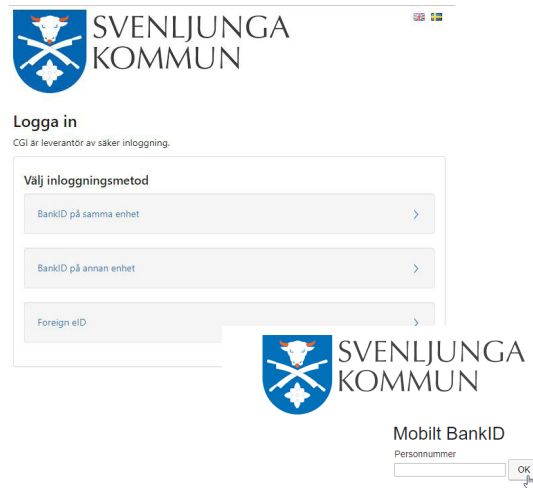 SVENLJUNGA
KOMMUN
Logga in
CGI är leverantör av säker inloggning.
Välj inloggningsmetod
BankID på samma enhet
BankID på annan enhet
Foreign eID
SVENLJUNGA
KOMMUN
Mobilt BankID
Personnummer
OK